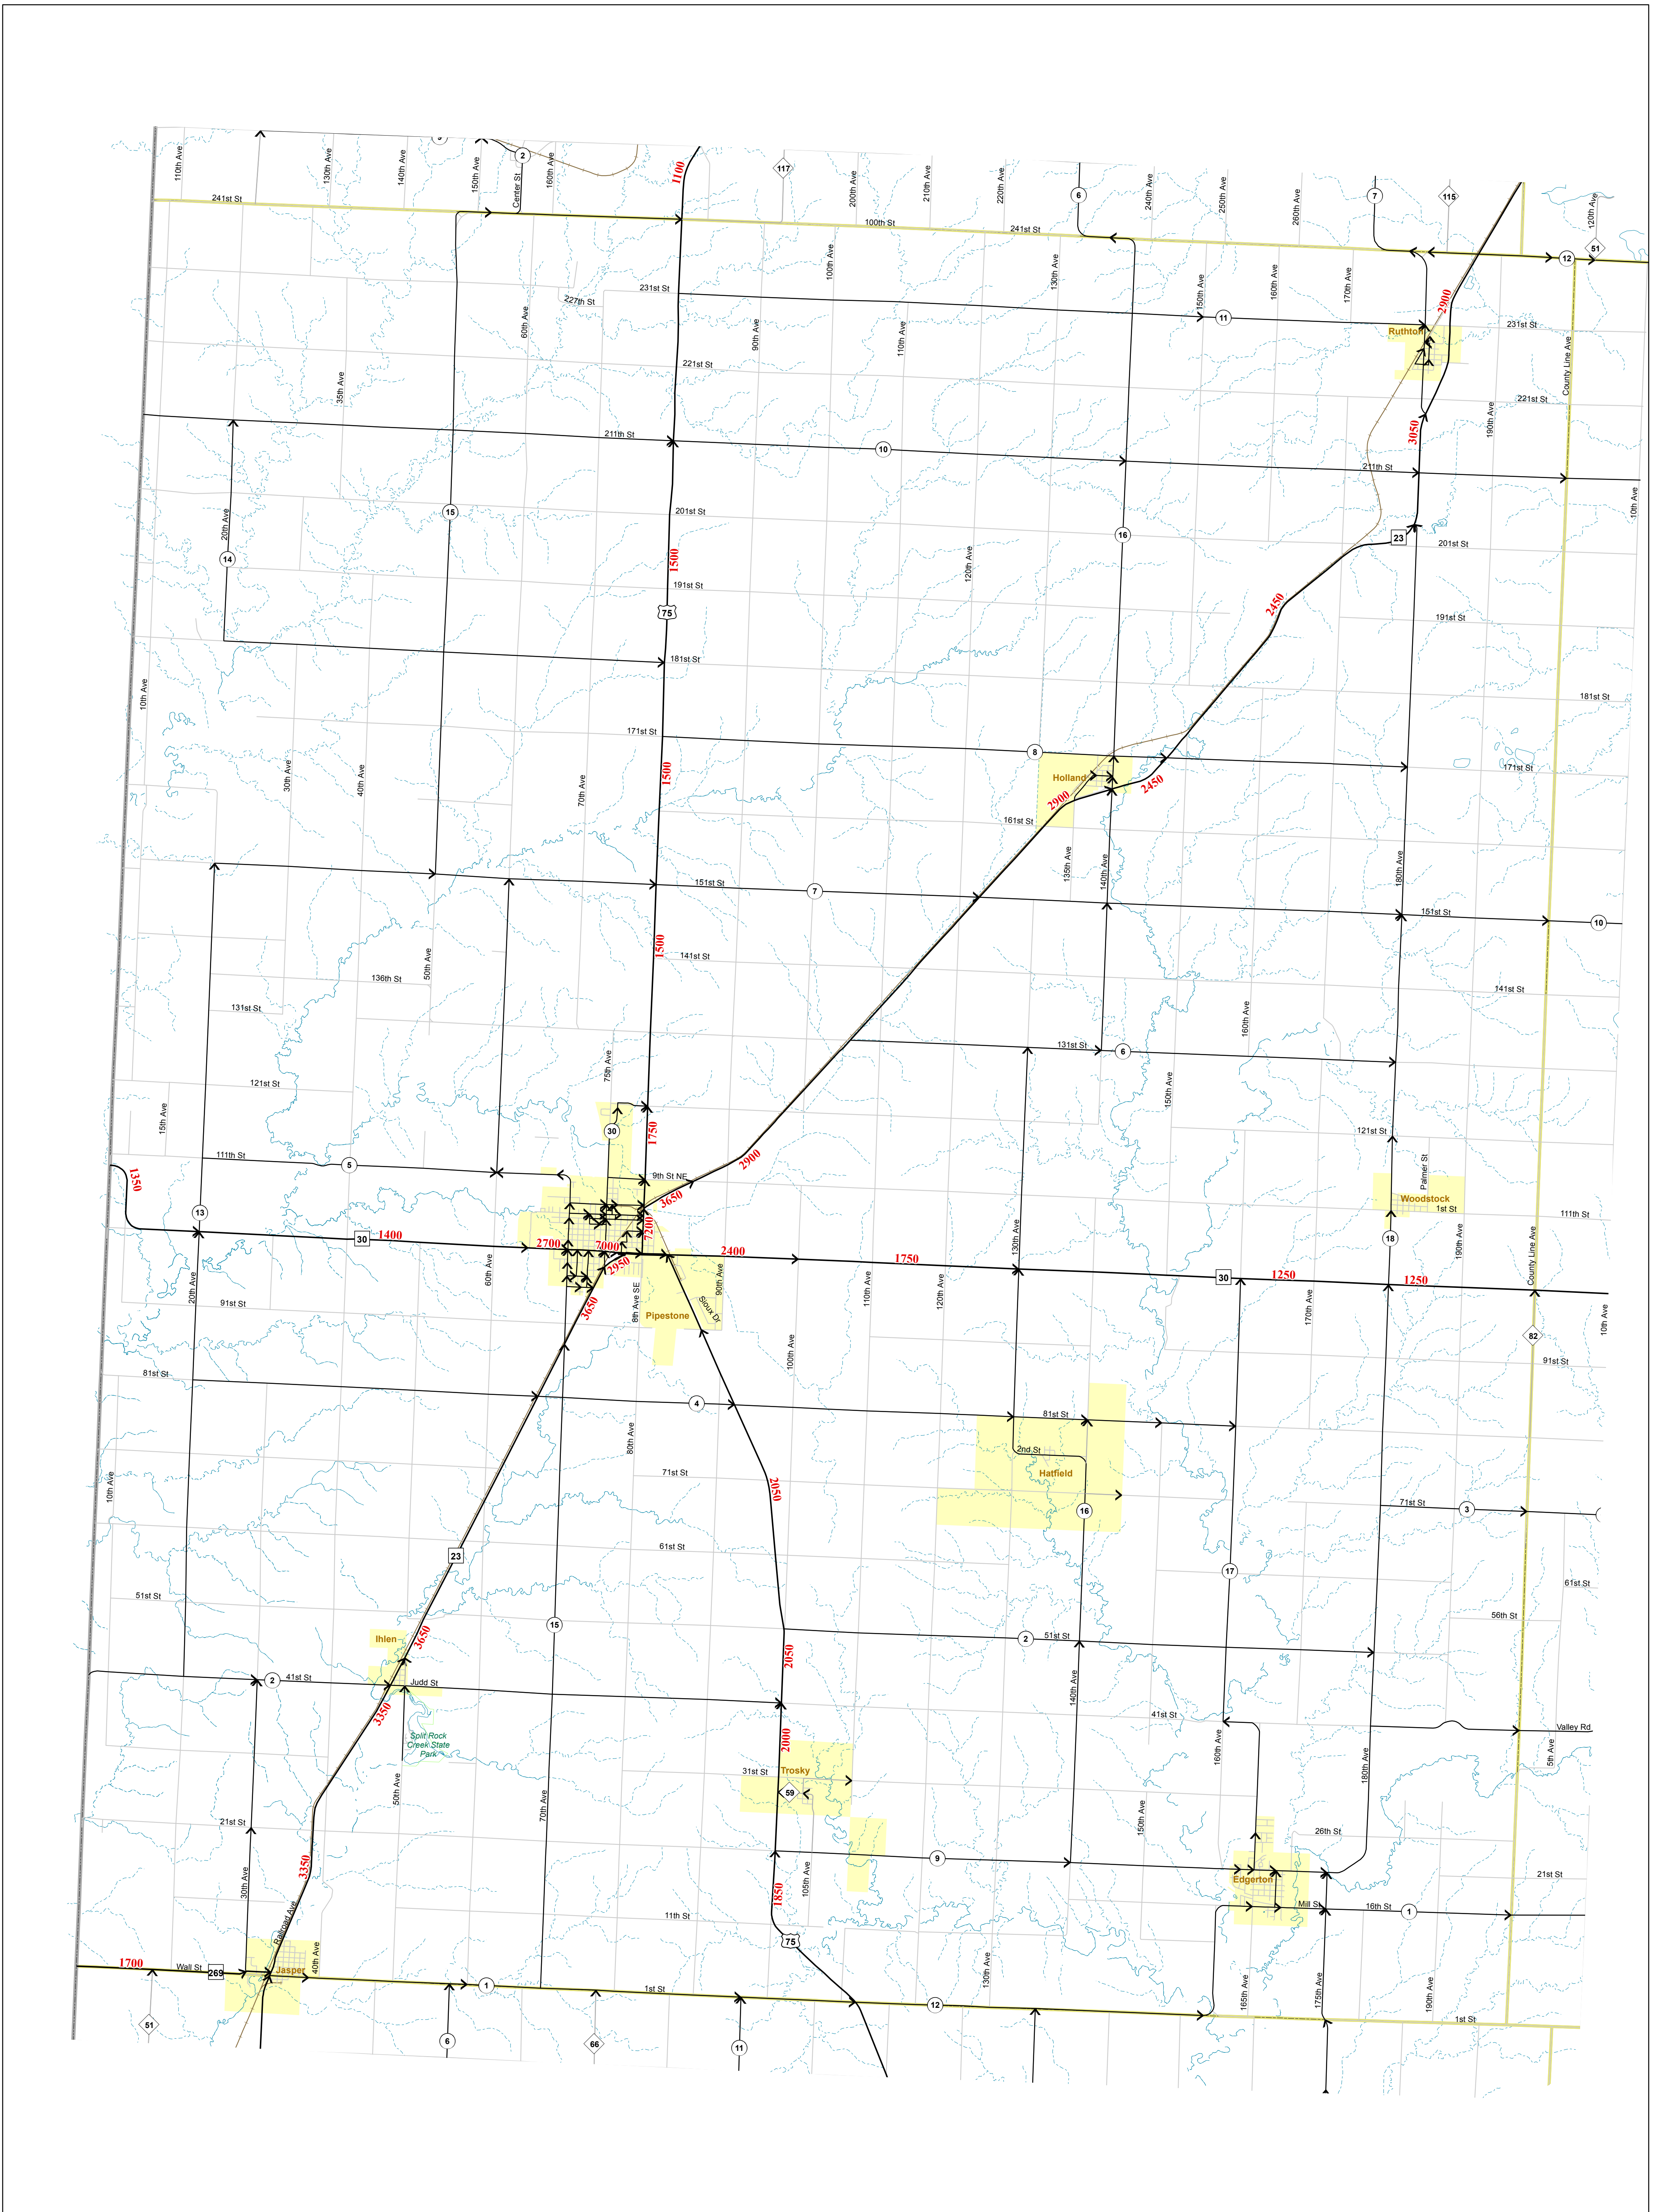 1100
117
110th Ave
130th Ave
140th Ave
150th Ave
2
Center St
160th Ave
200th Ave
210th Ave
220th Ave
6
240th Ave
250th Ave
260th Ave
7
115
120th Ave
51
241st St
100th St
241st St
12
227th St
231st St
60th Ave
90th Ave
100th Ave
110th Ave
130th Ave
150th Ave
160th Ave
170th Ave
11
2900
Ruthton
231st St
County Line Ave
35th Ave
221st St
221st St
190th Ave
3050
211th St
10
211th St
10th Ave
20th Ave
15
201st St
16
23
201st St
14
1500
191st St
120th Ave
75
2450
191st St
181st St
181st St
10th Ave
30th Ave
40th Ave
70th Ave
171st St
1500
8
Holland
2900
2450
171st St
161st St
135th Ave
140th Ave
180th Ave
151st St
7
151st St
10
50th Ave
1500
141st St
136th St
141st St
131st St
160th Ave
131st St
6
75th Ave
121st St
15th Ave
150th Ave
30
1750
121st St
Palmer St
111th St
5
2900
9th St NE
3650
1350
Woodstock
1st St
111th St
13
7200
30
1400
2700
7000
2950
2400
1750
130th Ave
18
190th Ave
County Line Ave
60th Ave
20th Ave
90th Ave
110th Ave
120th Ave
30
1250
1250
170th Ave
10th Ave
91st St
3650
8th Ave SE
Pipestone
Sioux Dr
100th Ave
82
91st St
81st St
4
81st St
80th Ave
2nd St
Hatfield
10th Ave
71st St
2050
16
71st St
3
23
61st St
17
61st St
51st St
15
56th St
Ihlen
3650
2050
2
51st St
2
41st St
Judd St
140th Ave
41st St
3350
160th Ave
Valley Rd
Split Rock
Creek State
Park
2000
50th Ave
31st St
Trosky
59
180th Ave
5th Ave
70th Ave
21st St
150th Ave
26th St
3350
9
30th Ave
105th Ave
Edgerton
21st St
1850
Mill St
16th St
1
Railroad Ave
11th St
75
40th Ave
1700
Wall St
269
Jasper
1
1st St
12
130th Ave
165th Ave
175th Ave
190th Ave
1st St
51
6
66
11